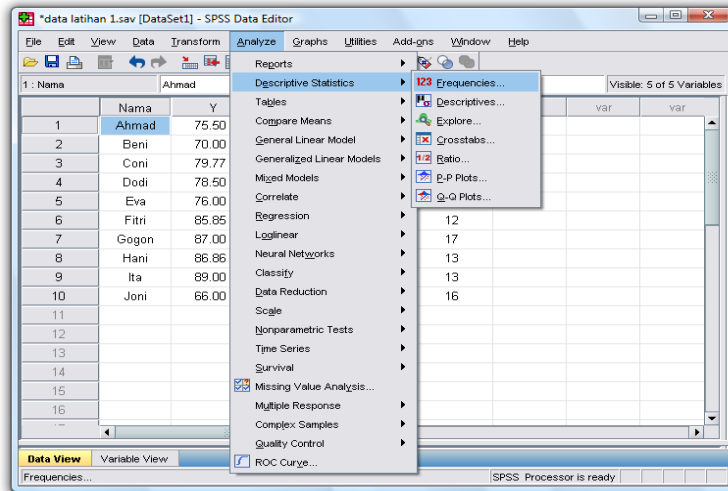 *data latihan 1.sav [DataSet1] - SPSS Data Editor
File Edit View Data Transform Analyze Graphs Utilities Add-ons Window Help
1 : Nama Ahmad Visible: 5 of 5 Variables
Reports
Descriptive Statistics
Tables
Compare Means
General Linear Model
Generalized Linear Models
Mixed Models
Correlate
Regression
Loglinear
Neural Networks
Classify
Data Reduction
Scale
Nonparametric Tests
Time Series
Survival
Missing Value Analysis...
Multiple Response
Complex Samples
Quality Control
ROC Curve...
123 Frequencies...
Descriptives...
Explore...
Crosstabs...
1/2 Ratio...
P-P Plots...
Q-Q Plots...
Nama Y var var
1 Ahmad 75.50
2 Beni 70.00
3 Coni 79.77
4 Dodi 78.50
5 Eva 76.00
6 Fitri 85.85 12
7 Gogon 87.00 17
8 Hani 86.86 13
9 Ita 89.00 13
10 Joni 66.00 16
11
12
13
14
15
16
Data View Variable View
Frequencies... SPSS Processor is ready